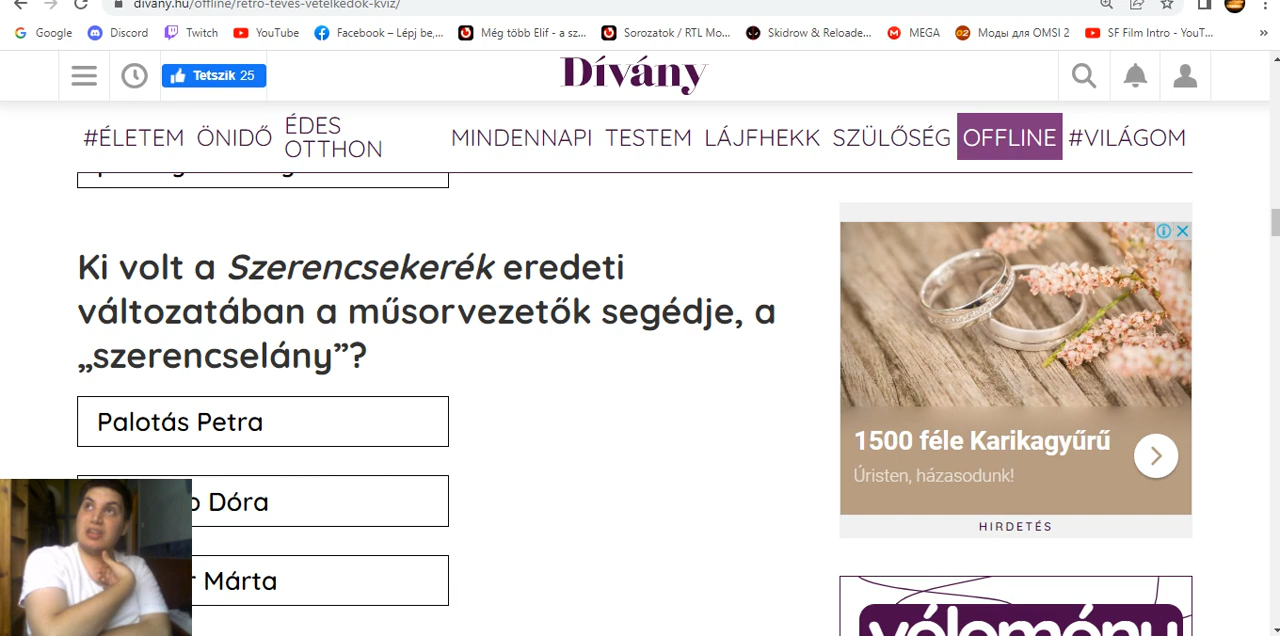 divany.hu/offline/retro-teves-vetelkedok-kviz/
Google Discord Twitch YouTube Facebook – Lépj be,... Még több Elif - a sz... Sorozatok / RTL Mo... Skidrow & Reloade... MEGA Моды для OMSI 2 SF Film Intro - YouT... »
Tetszik 25
Dívány
#ÉLETEM ÖNIDŐ ÉDES OTTHON MINDENNAPI TESTEM LÁJFHEKK SZÜLŐSÉG OFFLINE #VILÁGOM
Ki volt a Szerencsekerék eredeti
változatában a műsorvezetők segédje, a
„szerencselány”?
Palotás Petra
Dóra
Márta
1500 féle Karikagyűrű
Úristen, házasodunk!
HIRDETÉS
vélemény